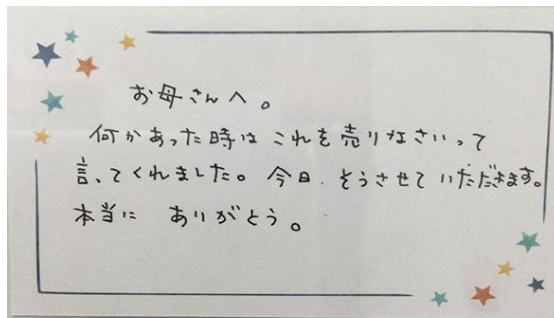 お母さんへ。
何かあった時は これを売りなさいって
言ってくれました。今日、そうさせて いただきます。
本当に ありがとう。